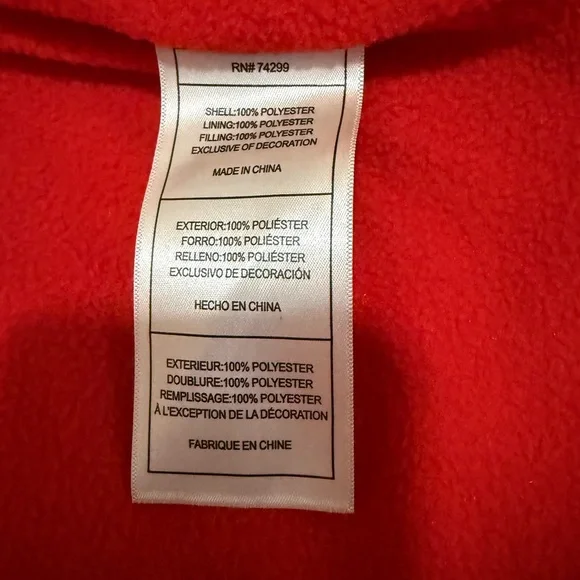 RN# 74299
SHELL:100% POLYESTER
LINING:100% POLYESTER
FILLING:100% POLYESTER
EXCLUSIVE OF DECORATION
MADE IN CHINA
EXTERIOR:100% POLIÉSTER
FORRO:100% POLIÉSTER
RELLENO:100% POLIÉSTER
EXCLUSIVO DE DECORACIÓN
HECHO EN CHINA
EXTERIEUR:100% POLYESTER
DOUBLURE:100% POLYESTER
REMPLISSAGE:100% POLYESTER
À L'EXCEPTION DE LA DÉCORATION
FABRIQUE EN CHINE